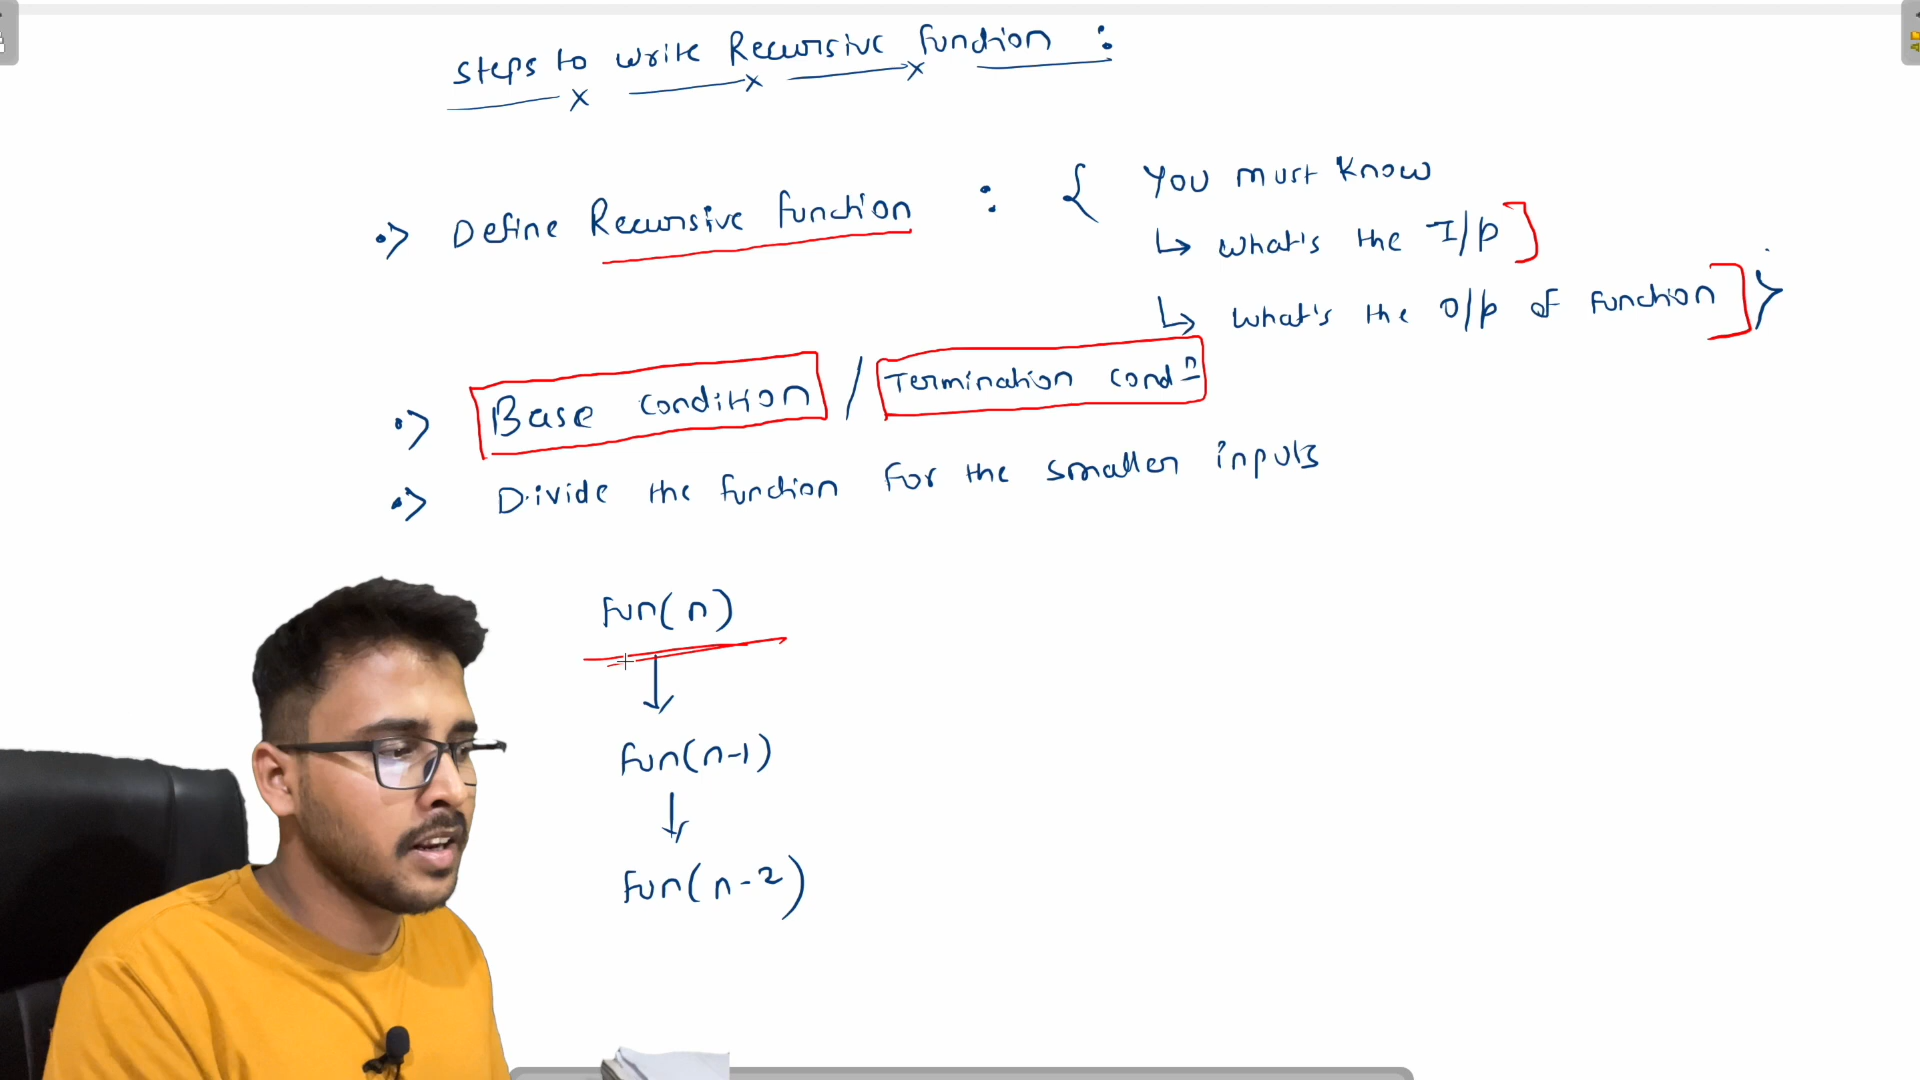 Steps to write Recursive function :
•> Define Recursive function : { You must know
↳ what's the I/p ]
↳ what's the o/p of function ] }
•> Base condition / Termination condⁿ
•> Divide the function for the smaller inputs
fun(n)
↓
fun(n-1)
↓
fun(n-2)